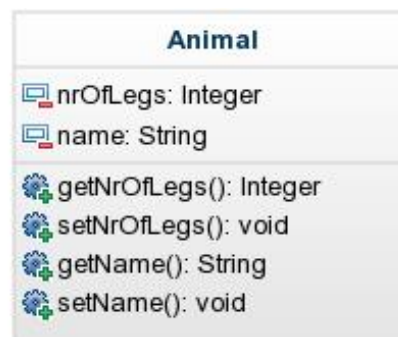 Animal
nrOfLegs: Integer
name: String
getNrOfLegs(): Integer
setNrOfLegs(): void
getName(): String
setName(): void